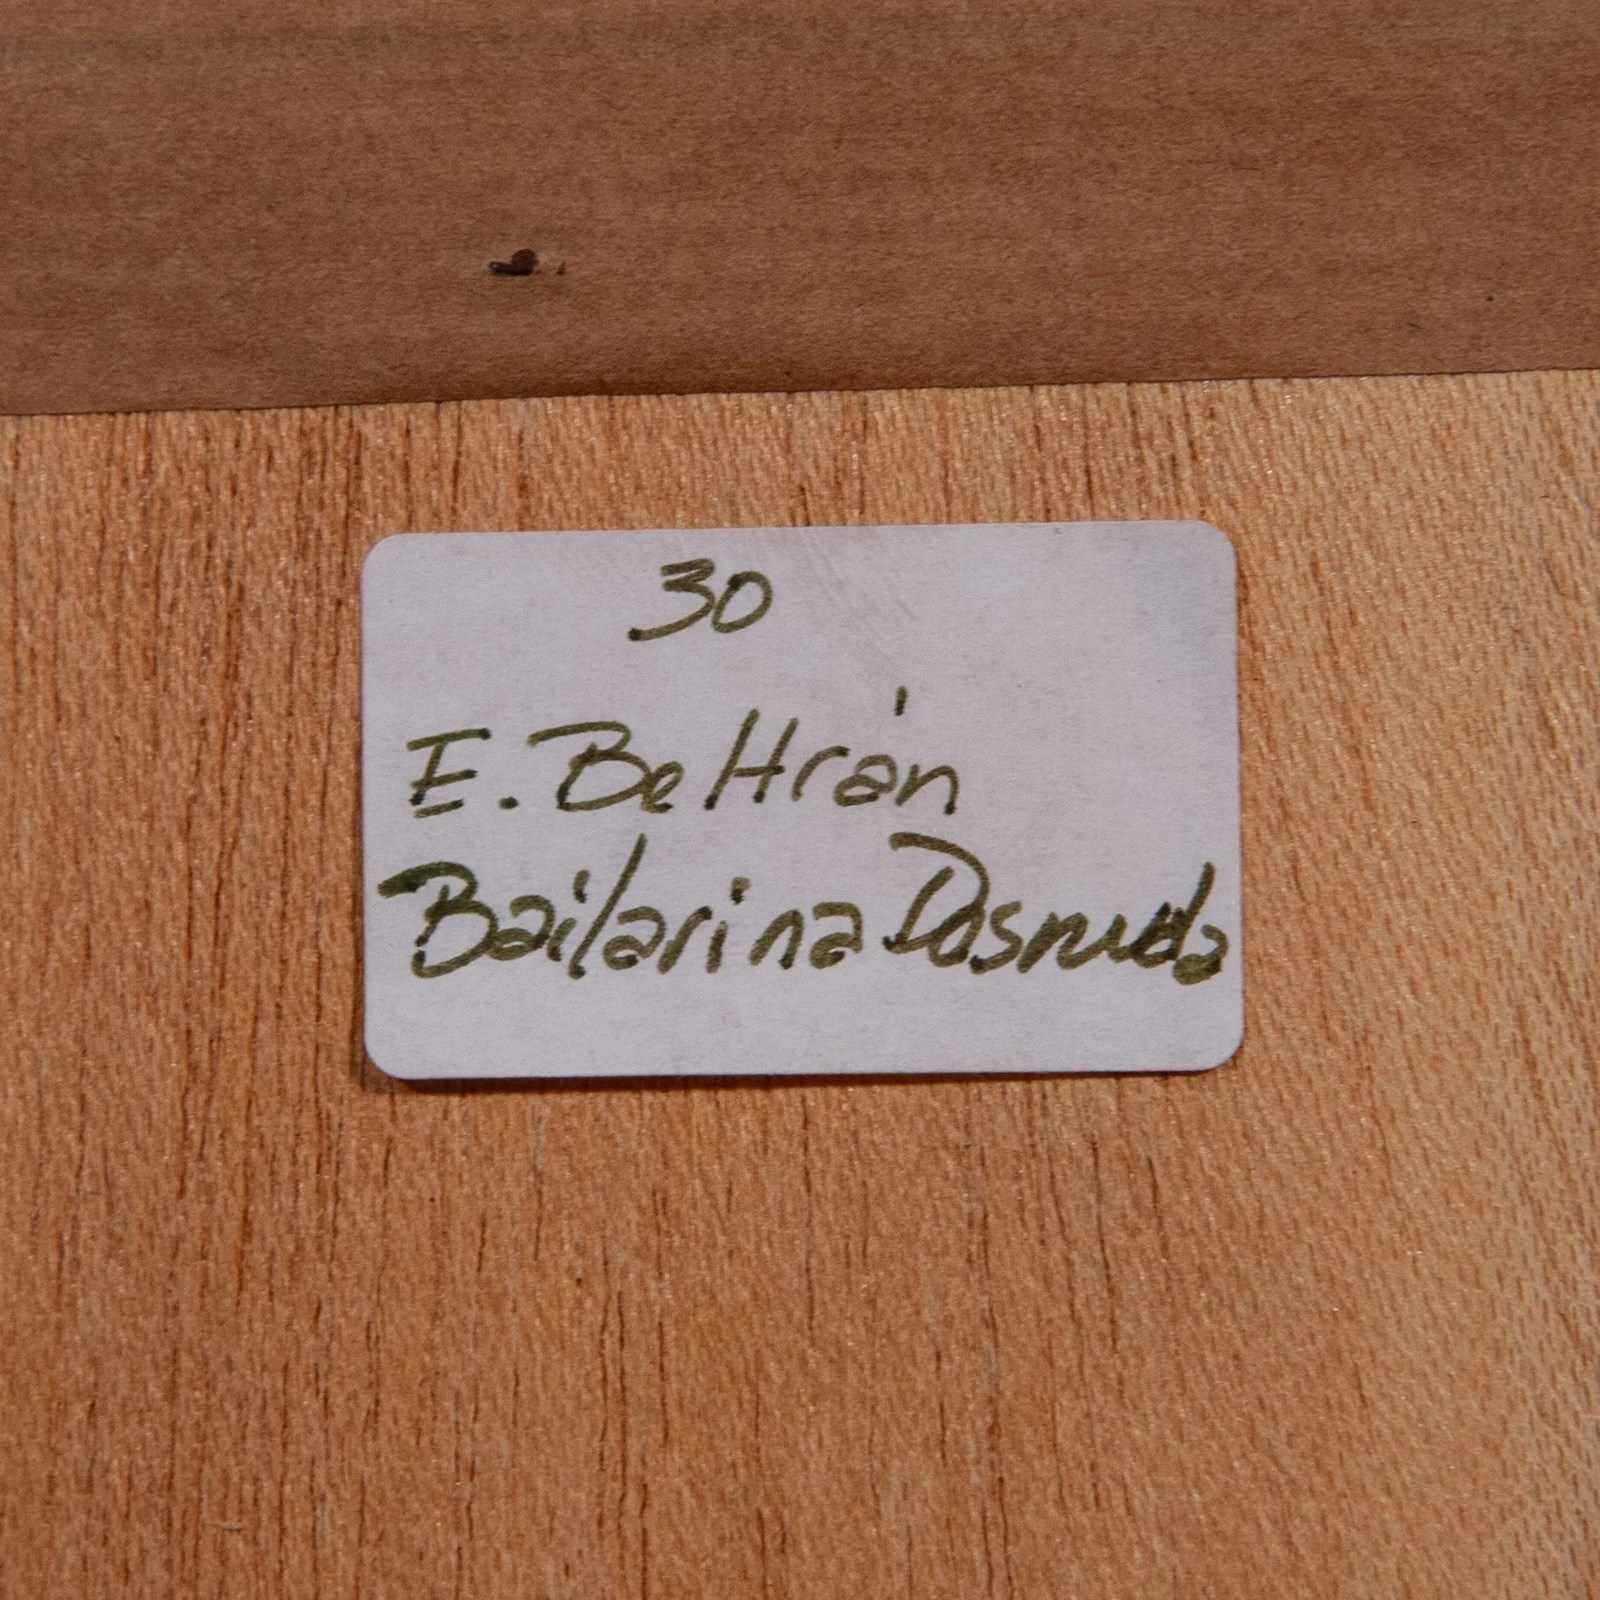 30
E. Beltrán
Bailarina Desnuda